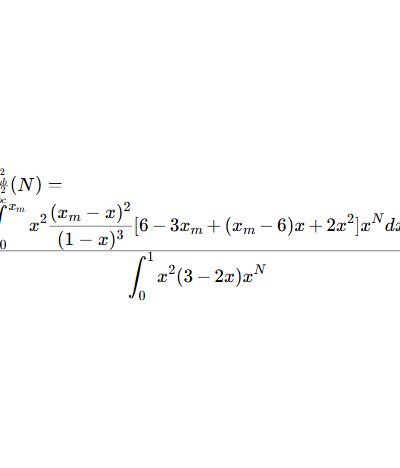 (N) =
∫_0^{x_m} x^2 \frac{(x_m − x)^2}{(1 − x)^3} [6 − 3x_m + (x_m − 6)x + 2x^2]x^N d
∫_0^1 x^2(3 − 2x)x^N